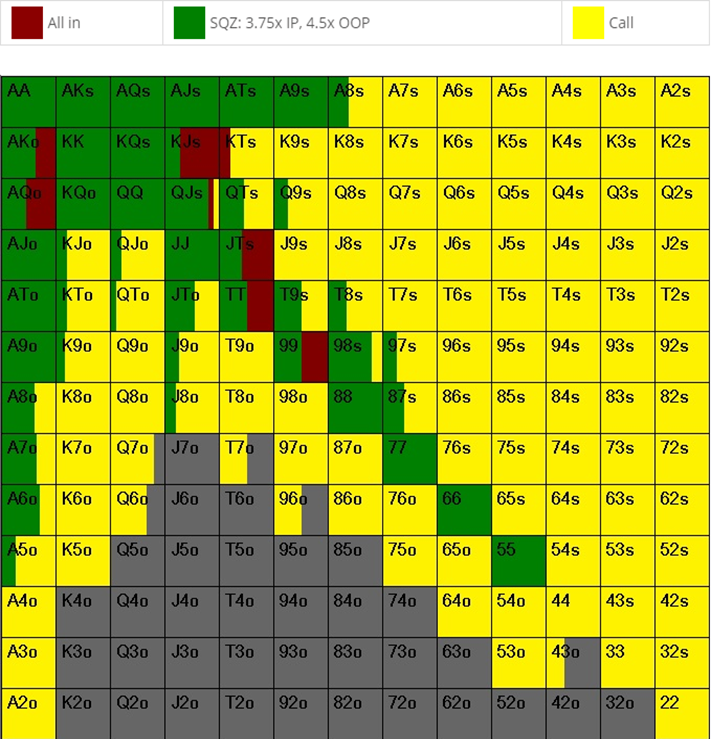 All in SQZ: 3.75x IP, 4.5x OOP Call
AA AKs AQs AJs ATs A9s A8s A7s A6s A5s A4s A3s A2s
AKo KK KQs KJs KTs K9s K8s K7s K6s K5s K4s K3s K2s
AQo KQo QQ QJs QTs Q9s Q8s Q7s Q6s Q5s Q4s Q3s Q2s
AJo KJo QJo JJ JTs J9s J8s J7s J6s J5s J4s J3s J2s
ATo KTo QTo JTo TT T9s T8s T7s T6s T5s T4s T3s T2s
A9o K9o Q9o J9o T9o 99 98s 97s 96s 95s 94s 93s 92s
A8o K8o Q8o J8o T8o 98o 88 87s 86s 85s 84s 83s 82s
A7o K7o Q7o J7o T7o 97o 87o 77 76s 75s 74s 73s 72s
A6o K6o Q6o J6o T6o 96o 86o 76o 66 65s 64s 63s 62s
A5o K5o Q5o J5o T5o 95o 85o 75o 65o 55 54s 53s 52s
A4o K4o Q4o J4o T4o 94o 84o 74o 64o 54o 44 43s 42s
A3o K3o Q3o J3o T3o 93o 83o 73o 63o 53o 43o 33 32s
A2o K2o Q2o J2o T2o 92o 82o 72o 62o 52o 42o 32o 22